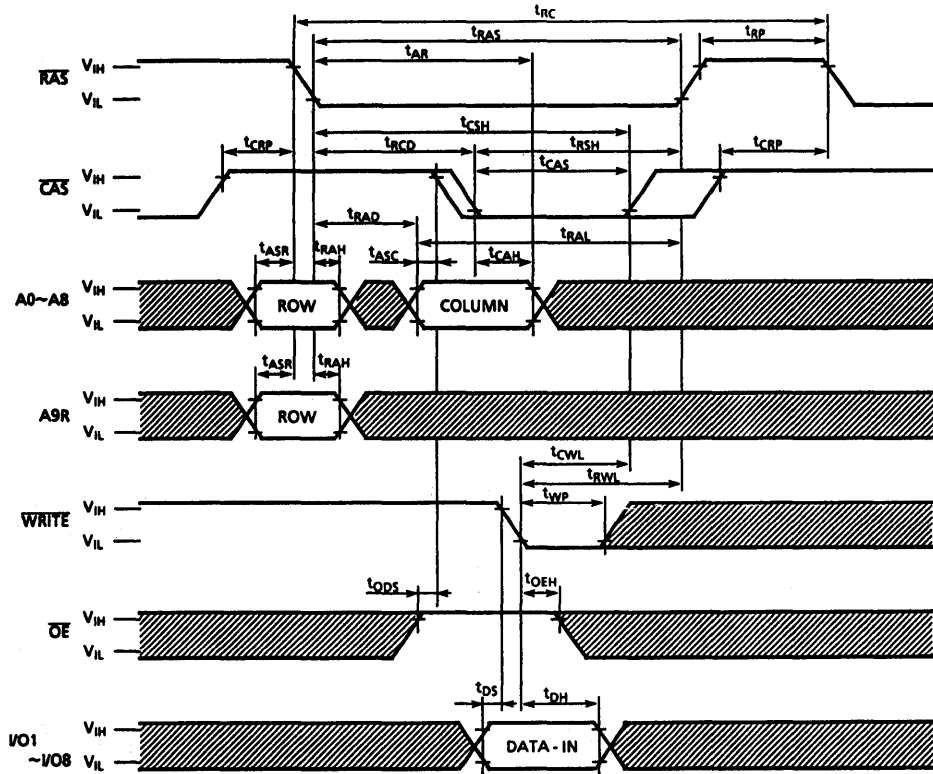 tRC
tRAS tRP
tAR
RAS VIH
VIL
tCSH
tCRP tRCD tRSH tCRP
tCAS
CAS VIH
VIL
tRAD tRAL
tASR tRAH tASC tCAH
A0~A8 VIH
ROW COLUMN
VIL
tASR tRAH
A9R VIH
ROW
VIL
tCWL
tRWL
tWP
WRITE VIH
VIL
tODS tOEH
OE VIH
VIL
tDS tDH
I/O1
~I/O8 VIH
DATA - IN
VIL